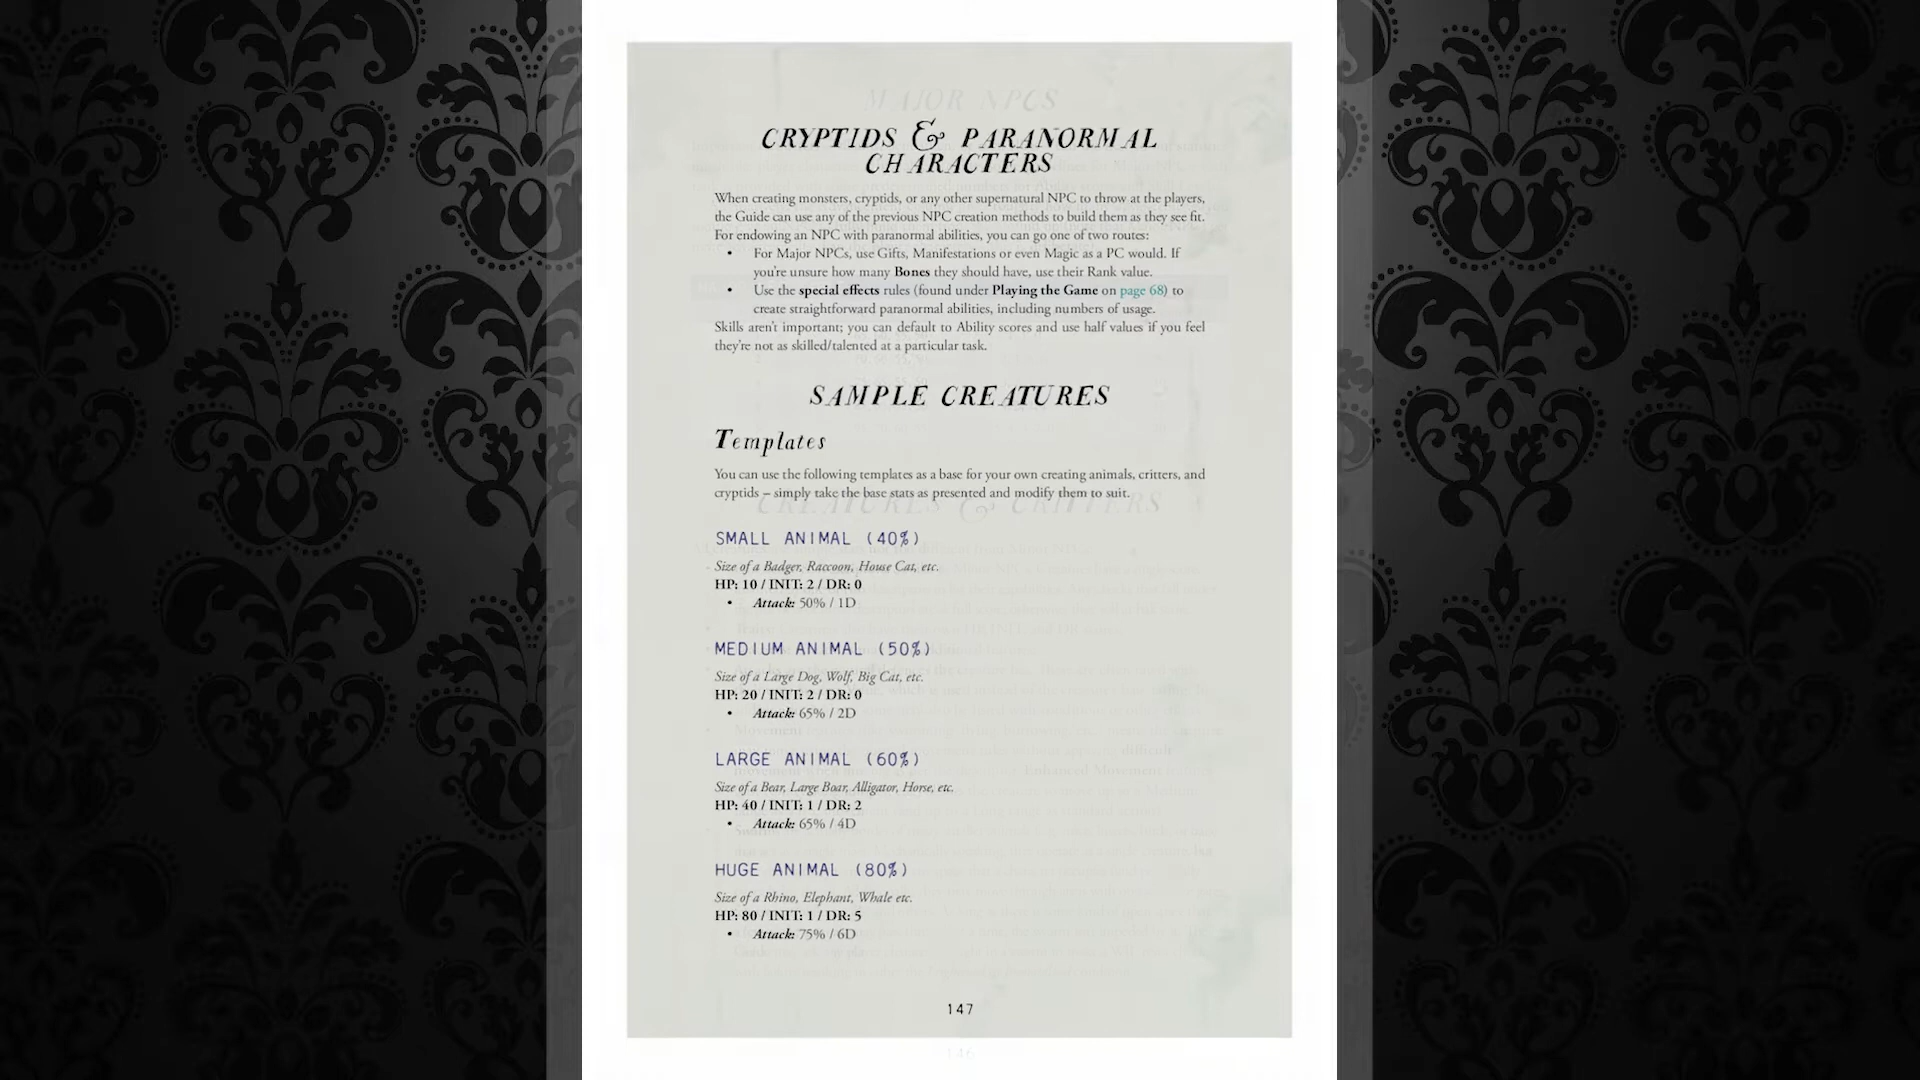 MAJOR NPCS
CRYPTIDS & PARANORMAL
CHARACTERS
When creating monsters, cryptids, or any other supernatural NPC to throw at the players,
the Guide can use any of the previous NPC creation methods to build them as they see fit.
For endowing an NPC with paranormal abilities, you can go one of two routes:
• For Major NPCs, use Gifts, Manifestations or even Magic as a PC would. If
you're unsure how many Bones they should have, use their Rank value.
• Use the special effects rules (found under Playing the Game on page 68) to
create straightforward paranormal abilities, including numbers of usage.
Skills aren't important; you can default to Ability scores and use half values if you feel
they're not as skilled/talented at a particular task.
SAMPLE CREATURES
Templates
You can use the following templates as a base for your own creating animals, critters, and
cryptids – simply take the base stats as presented and modify them to suit.
CREATURES & CRITTERS
SMALL ANIMAL (40%)
Size of a Badger, Raccoon, House Cat, etc.
HP: 10 / INIT: 2 / DR: 0
• Attack: 50% / 1D
MEDIUM ANIMAL (50%)
Size of a Large Dog, Wolf, Big Cat, etc.
HP: 20 / INIT: 2 / DR: 0
• Attack: 65% / 2D
LARGE ANIMAL (60%)
Size of a Bear, Large Boar, Alligator, Horse, etc.
HP: 40 / INIT: 1 / DR: 2
• Attack: 65% / 4D
HUGE ANIMAL (80%)
Size of a Rhino, Elephant, Whale etc.
HP: 80 / INIT: 1 / DR: 5
• Attack: 75% / 6D
147
146